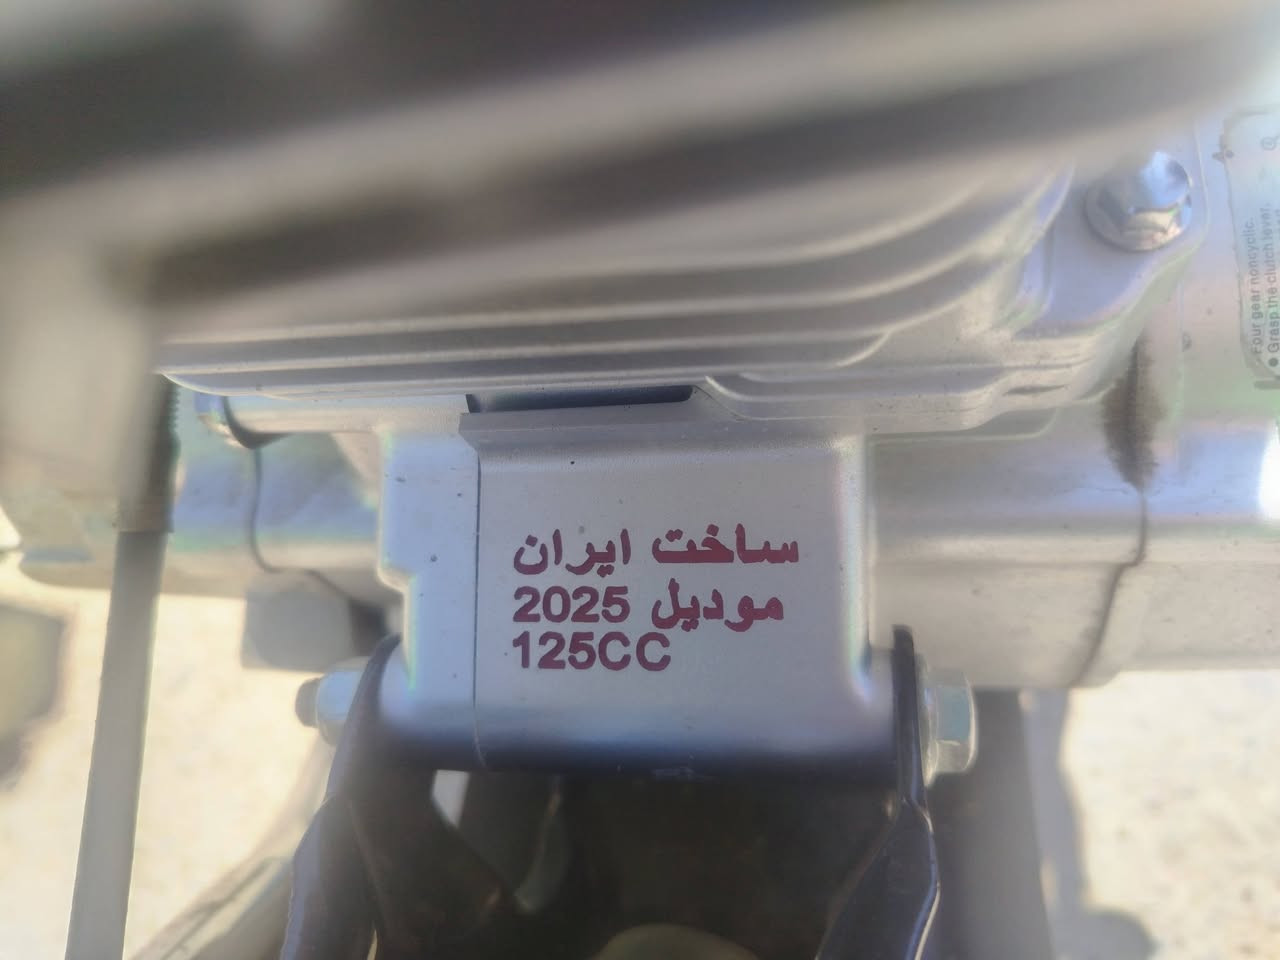 ساخت ایران
مودیل 2025
125CC
Four gear noncyclic.
● Grasp the clutch lever,